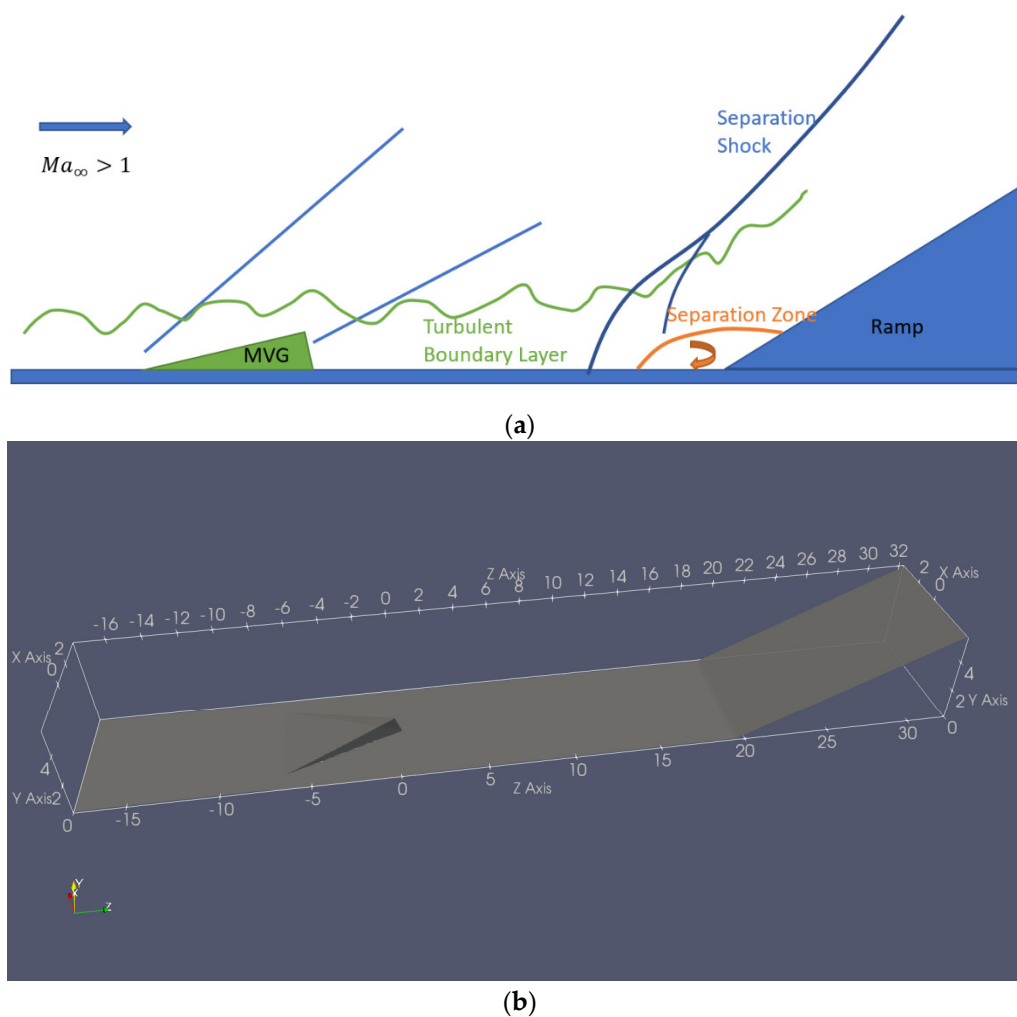 Ma∞ > 1
Separation
Shock
Turbulent
Boundary Layer
Separation Zone
MVG
Ramp
(a)
-16 -14 -12 -10 -8 -6 -4 -2 0 2 4 6 8 10 12 14 16 18 20 22 24 26 28 30 32
Z Axis
2
X Axis
0
2
X Axis
0
4
Y Axis
2
0
-15 -10 -5 0 5 10 15 20 25 30
Z Axis
4
2
Y Axis
0
Y
X
Z
(b)